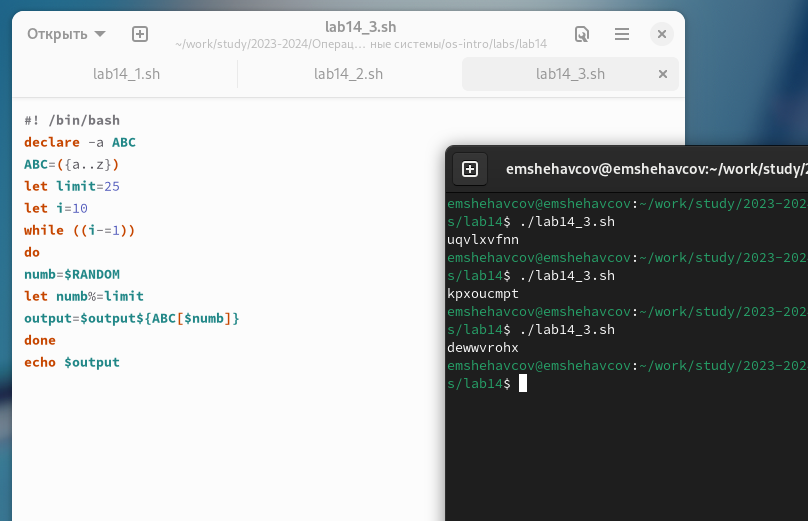 Открыть
lab14_3.sh
~/work/study/2023-2024/Операц… ные системы/os-intro/labs/lab14
lab14_1.sh
lab14_2.sh
lab14_3.sh
#! /bin/bash
declare -a ABC
ABC=({a..z})
let limit=25
let i=10
while ((i-=1))
do
numb=$RANDOM
let numb%=limit
output=$output${ABC[$numb]}
done
echo $output
emshehavcov@emshehavcov:~/work/study/2
emshehavcov@emshehavcov:~/work/study/2023-202
s/lab14$ ./lab14_3.sh
uqvlxvfnn
emshehavcov@emshehavcov:~/work/study/2023-202
s/lab14$ ./lab14_3.sh
kpxoucmpt
emshehavcov@emshehavcov:~/work/study/2023-202
s/lab14$ ./lab14_3.sh
dewwvrohx
emshehavcov@emshehavcov:~/work/study/2023-202
s/lab14$